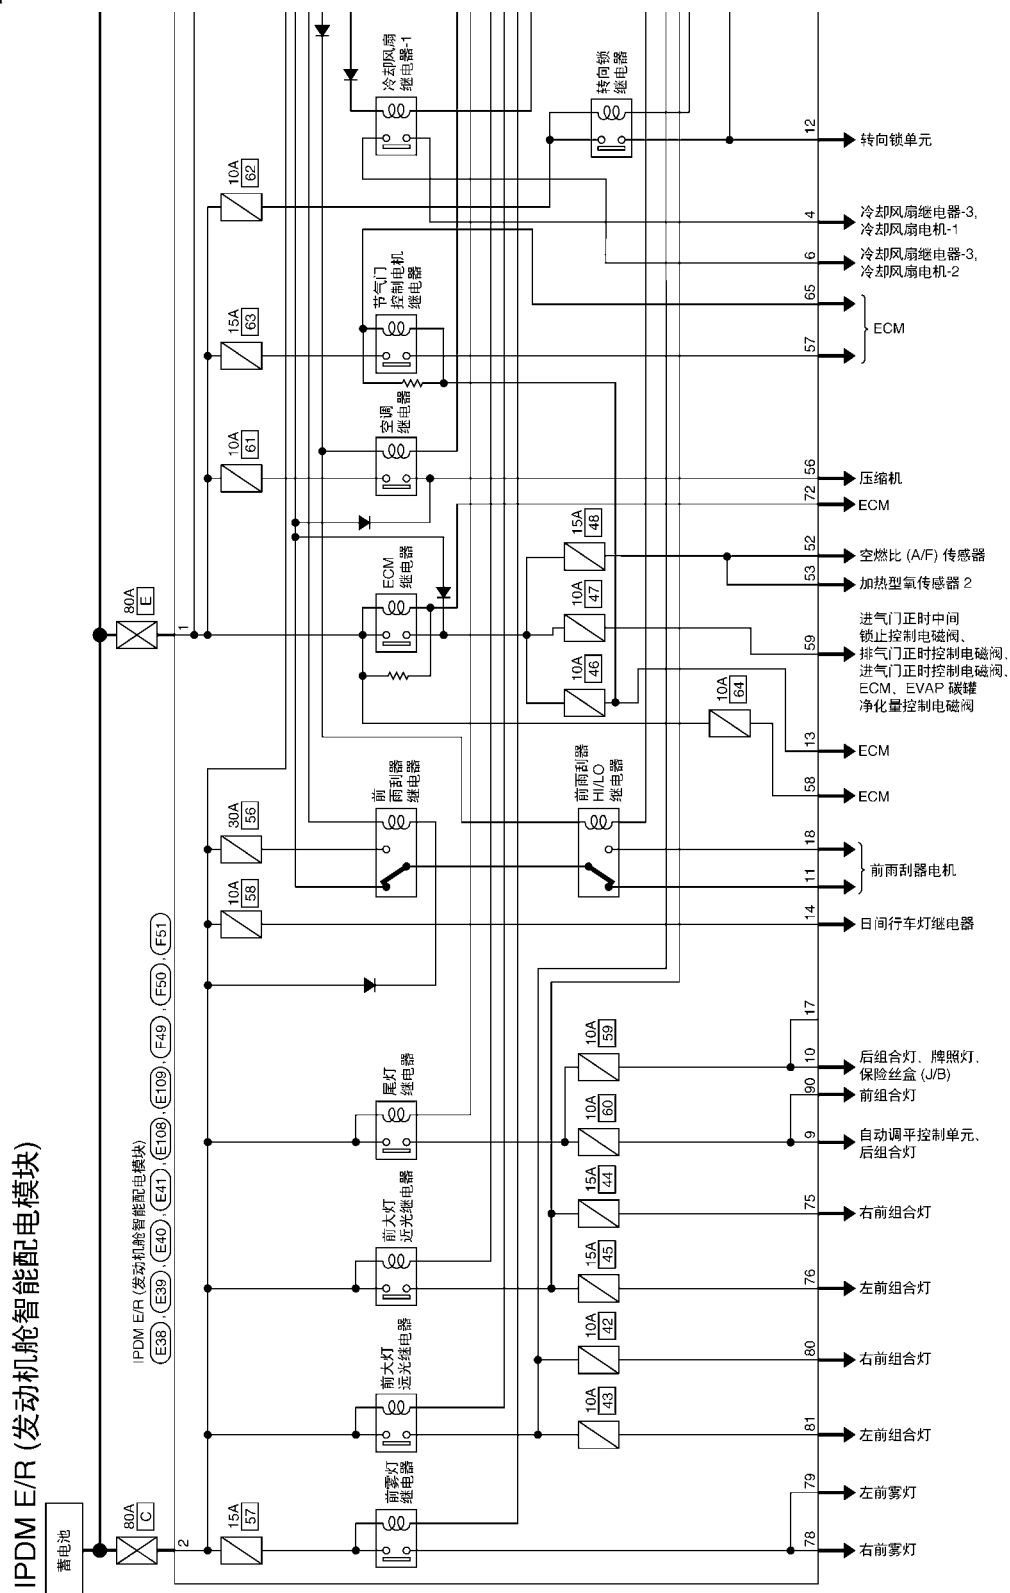 IPDM E/R (发动机舱智能配电模块)
蓄电池
IPDM E/R (发动机舱智能配电模块)
E38 , E39 , E40 , E41 , E108 , E109 , F49 , F50 , F51
冷却风扇
继电器-1
转向锁
继电器
12
转向锁单元
10A
62
4
冷却风扇继电器-3,
冷却风扇电机-1
6
冷却风扇继电器-3,
冷却风扇电机-2
节气门
控制电机
继电器
65
15A
63
ECM
57
空调
继电器
10A
61
56
压缩机
72
ECM
15A
48
52
空燃比 (A/F) 传感器
53
加热型氧传感器 2
ECM
继电器
10A
47
80A
E
1
59
进气门正时中间
锁止控制电磁阀、
排气门正时控制电磁阀、
进气门正时控制电磁阀、
ECM、EVAP 碳罐
净化量控制电磁阀
10A
46
10A
64
13
ECM
58
ECM
前
雨刮器
继电器
前雨刮器
HI/LO
继电器
30A
56
18
前雨刮器电机
11
10A
58
14
日间行车灯继电器
17
10A
59
10
后组合灯、牌照灯、
保险丝盒 (J/B)
90
前组合灯
尾灯
继电器
10A
60
9
自动调平控制单元、
后组合灯
15A
44
75
右前组合灯
前大灯
近光继电器
15A
45
76
左前组合灯
10A
42
80
右前组合灯
前大灯
远光继电器
10A
43
81
左前组合灯
79
左前雾灯
前雾灯
继电器
80A
C
2
15A
57
78
右前雾灯